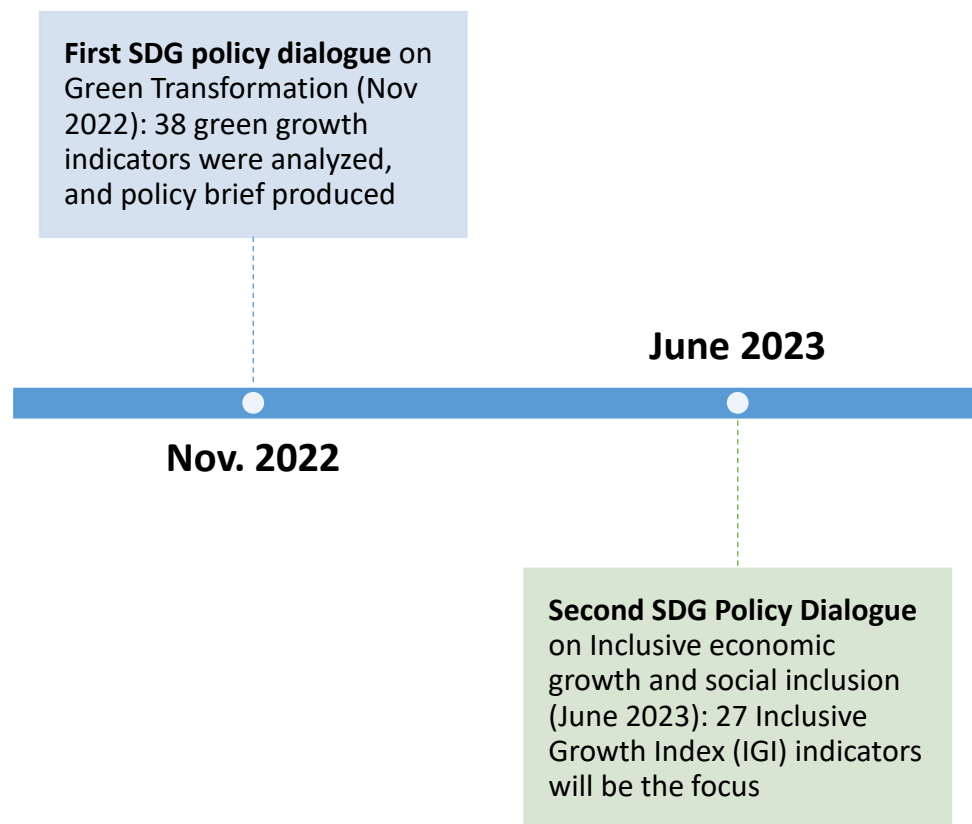 First SDG policy dialogue on
Green Transformation (Nov
2022): 38 green growth
indicators were analyzed,
and policy brief produced
June 2023
Nov. 2022
Second SDG Policy Dialogue
on Inclusive economic
growth and social inclusion
(June 2023): 27 Inclusive
Growth Index (IGI) indicators
will be the focus